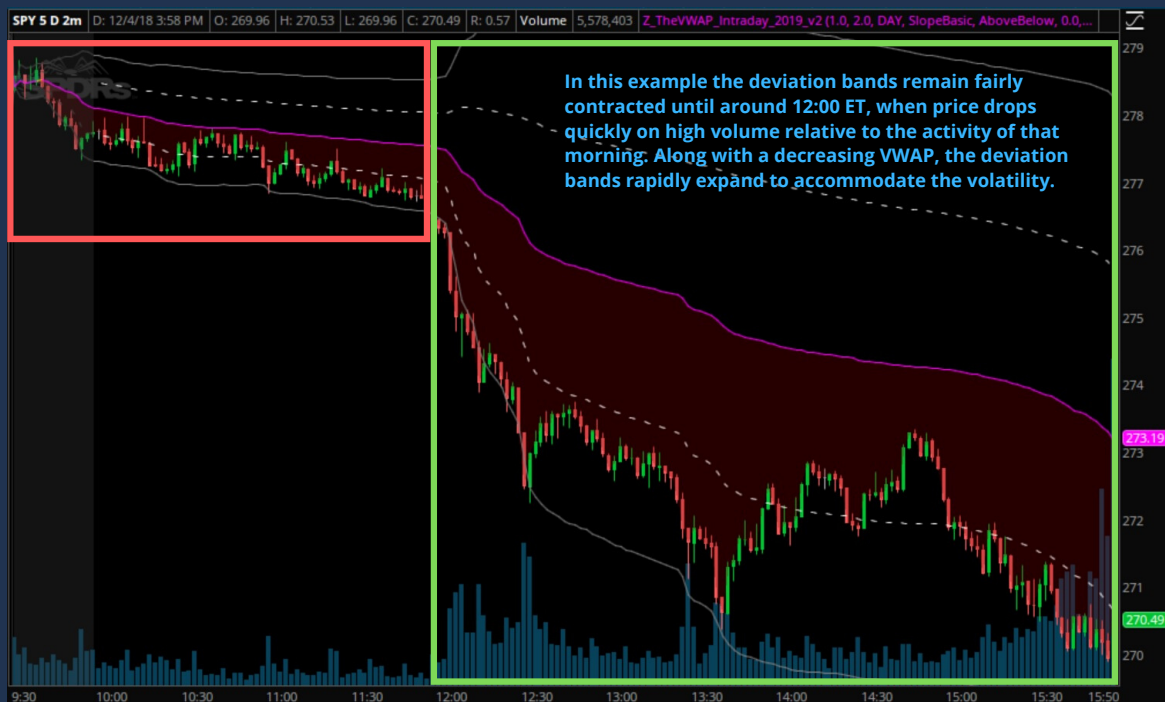 SPY 5 D 2m D: 12/4/18 3:58 PM O: 269.96 H: 270.53 L: 269.96 C: 270.49 R: 0.57 Volume 5,578,403 Z_TheVWAP_Intraday_2019_v2 (1.0, 2.0, DAY, SlopeBasic, AboveBelow, 0.0,...
In this example the deviation bands remain fairly
contracted until around 12:00 ET, when price drops
quickly on high volume relative to the activity of that
morning. Along with a decreasing VWAP, the deviation
bands rapidly expand to accommodate the volatility.
SPDRs
279
278
277
276
275
274
273.19
273
272
271
270.49
270
9:30 10:00 10:30 11:00 11:30 12:00 12:30 13:00 13:30 14:00 14:30 15:00 15:30 15:50